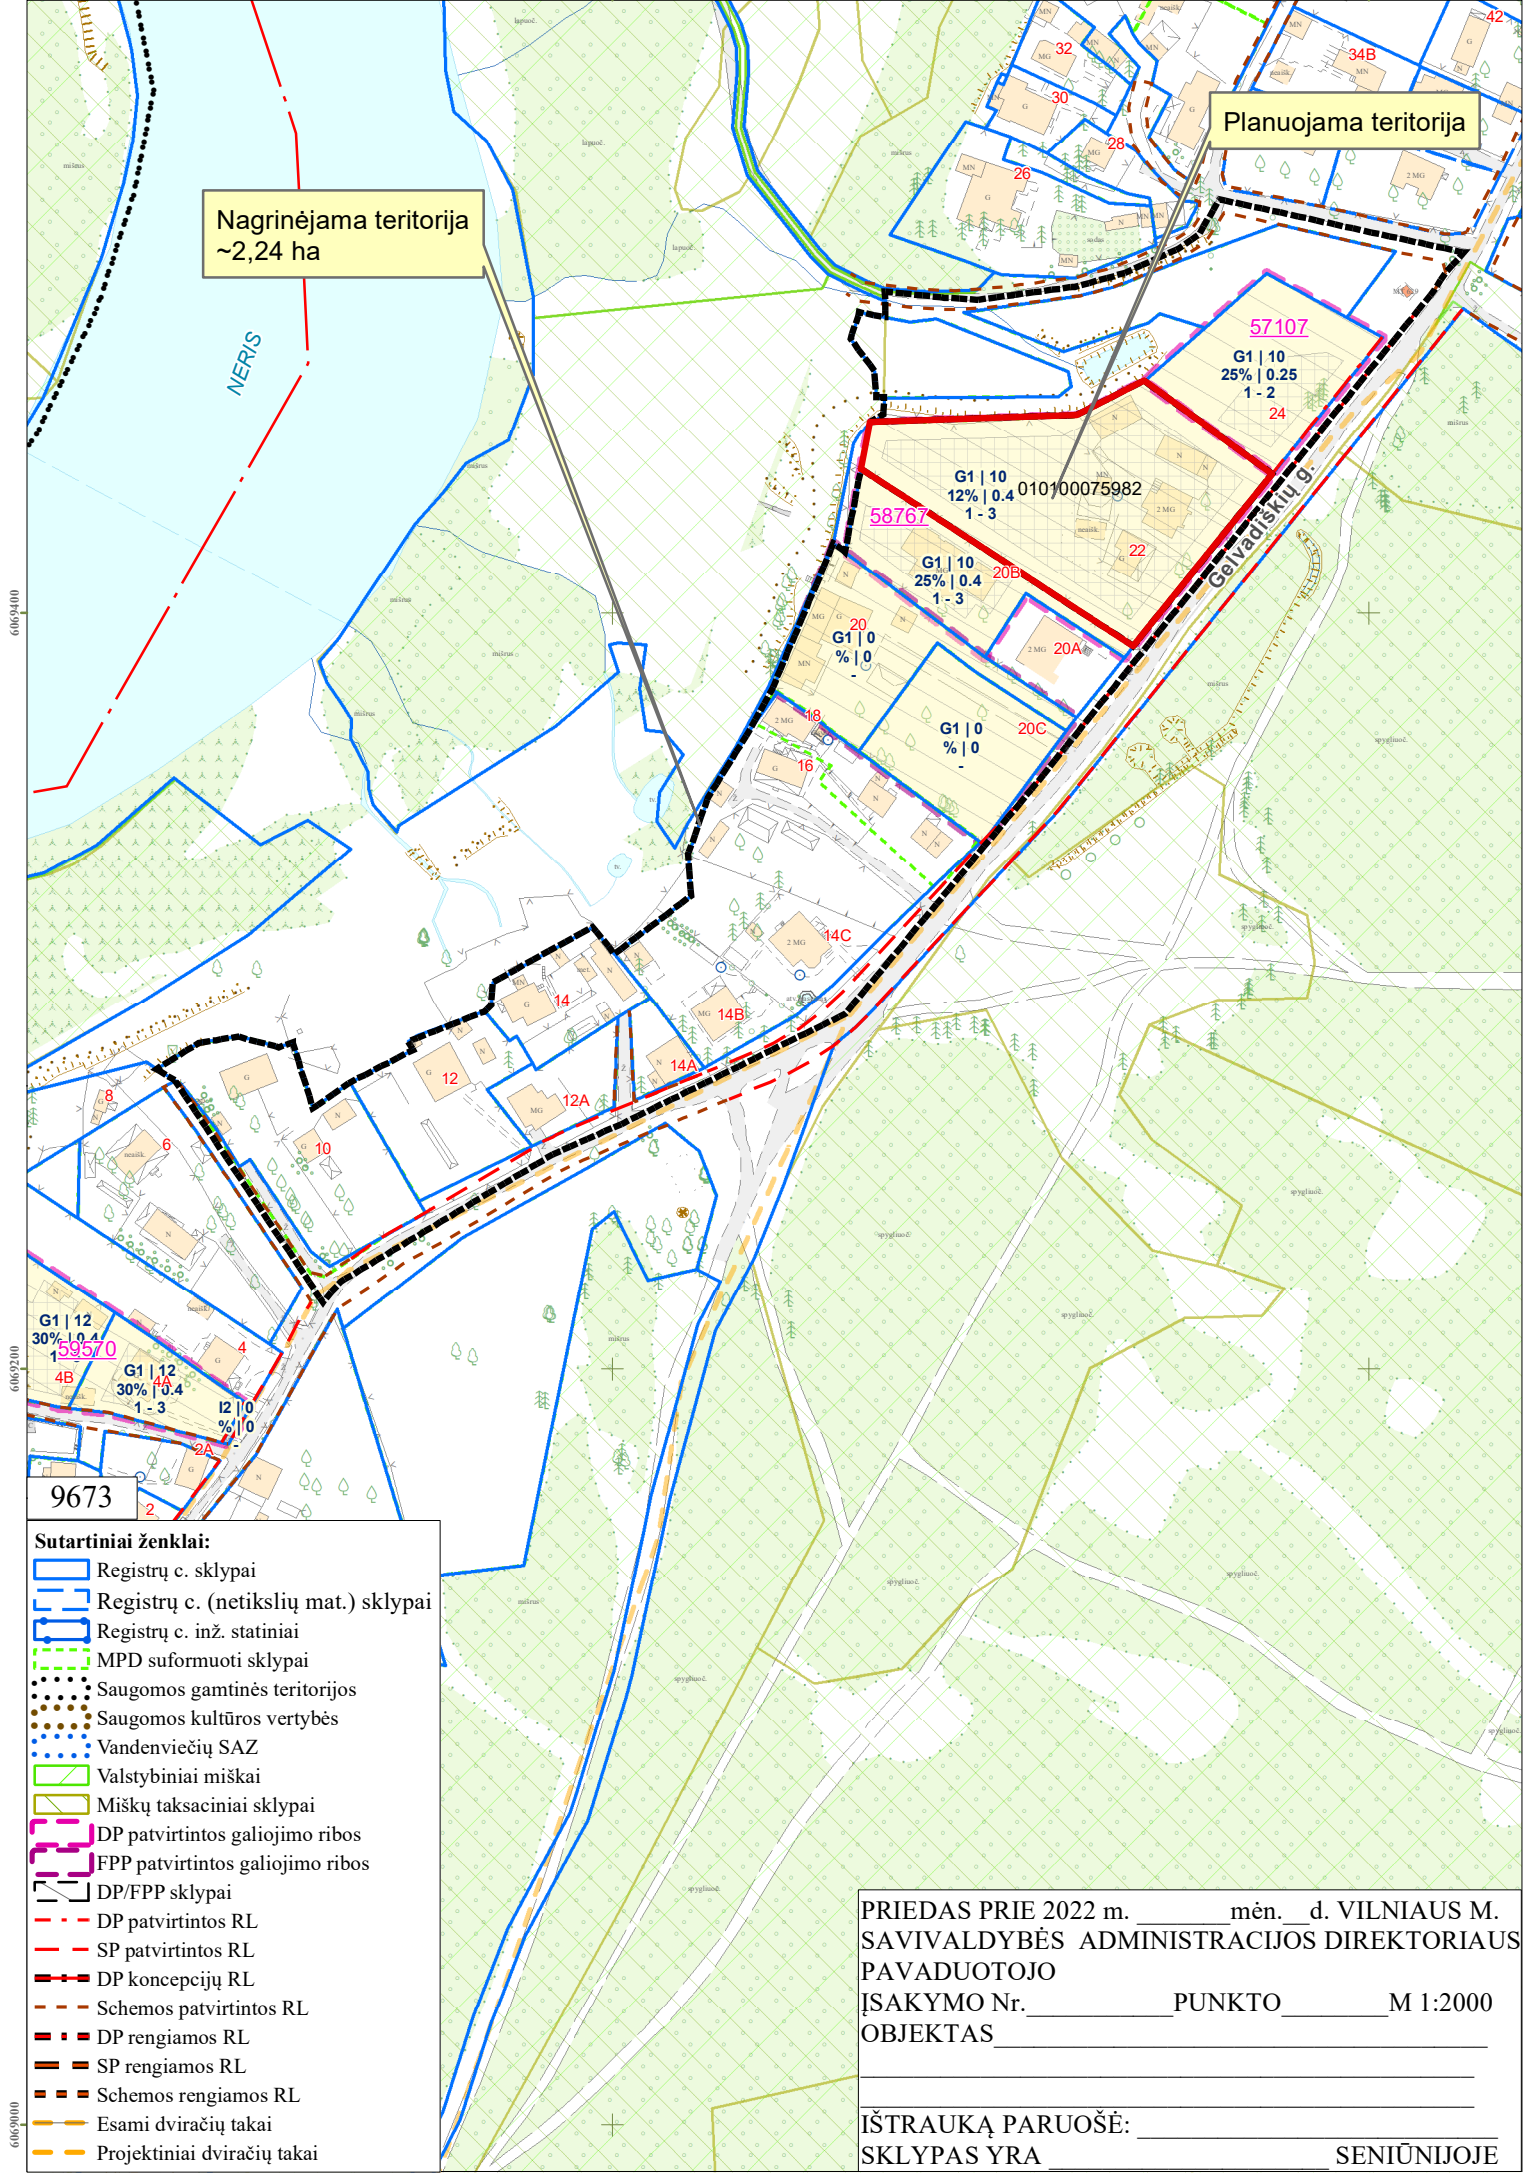 42
34B
32
30
28
26
Planuojama teritorija
Nagrinėjama teritorija
~2,24 ha
NERIS
57107
G1 | 10
25% | 0.25
1 - 2
24
G1 | 10
12% | 0.4
1 - 3
010100075982
58767
22
Gelvadiškių g.
G1 | 10
25% | 0.4
1 - 3
20B
20
G1 | 0
% | 0
-
20A
18
20C
G1 | 0
% | 0
-
16
14C
14
14B
14A
12
12A
10
8
6
4
G1 | 12
30% | 0.4
59570
4B
G1 | 12
30% | 0.4
1 - 3
4A
I2 | 0
% | 0
-
2A
2
6069400
6069200
6069000
9673
Sutartiniai ženklai:
Registrų c. sklypai
Registrų c. (netikslių mat.) sklypai
Registrų c. inž. statiniai
MPD suformuoti sklypai
Saugomos gamtinės teritorijos
Saugomos kultūros vertybės
Vandenviečių SAZ
Valstybiniai miškai
Miškų taksaciniai sklypai
DP patvirtintos galiojimo ribos
FPP patvirtintos galiojimo ribos
DP/FPP sklypai
DP patvirtintos RL
SP patvirtintos RL
DP koncepcijų RL
Schemos patvirtintos RL
DP rengiamos RL
SP rengiamos RL
Schemos rengiamos RL
Esami dviračių takai
Projektiniai dviračių takai
PRIEDAS PRIE 2022 m. _______mėn.__d. VILNIAUS M.
SAVIVALDYBĖS ADMINISTRACIJOS DIREKTORIAUS
PAVADUOTOJO
ĮSAKYMO Nr.___________PUNKTO________M 1:2000
OBJEKTAS_____________________________________
IŠTRAUKĄ PARUOŠĖ: ___________________________
SKLYPAS YRA _____________________ SENIŪNIJOJE